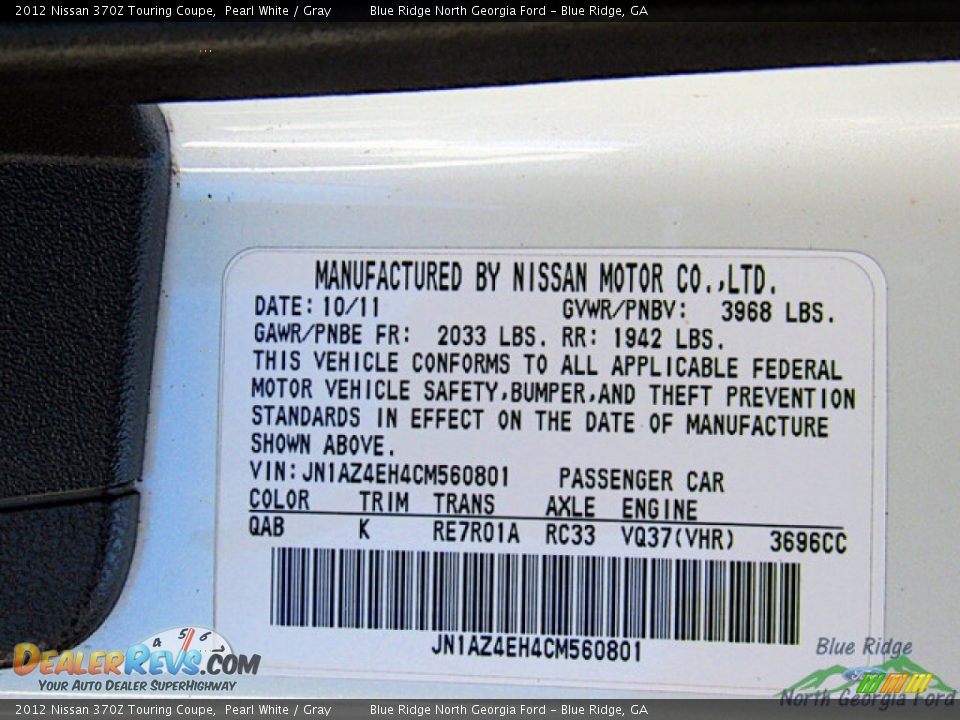 2012 Nissan 370Z Touring Coupe, Pearl White / Gray Blue Ridge North Georgia Ford - Blue Ridge, GA
MANUFACTURED BY NISSAN MOTOR CO.,LTD.
DATE: 10/11 GVWR/PNBV: 3968 LBS.
GAWR/PNBE FR: 2033 LBS. RR: 1942 LBS.
THIS VEHICLE CONFORMS TO ALL APPLICABLE FEDERAL
MOTOR VEHICLE SAFETY,BUMPER,AND THEFT PREVENTION
STANDARDS IN EFFECT ON THE DATE OF MANUFACTURE
SHOWN ABOVE.
VIN: JN1AZ4EH4CM560801 PASSENGER CAR
COLOR TRIM TRANS AXLE ENGINE
QAB K RE7R01A RC33 VQ37(VHR) 3696CC
JN1AZ4EH4CM560801
4 5 6
DEALERREVS.COM
YOUR AUTO DEALER SUPERHIGHWAY
Blue Ridge
Ford
North Georgia Ford
2012 Nissan 370Z Touring Coupe, Pearl White / Gray Blue Ridge North Georgia Ford - Blue Ridge, GA